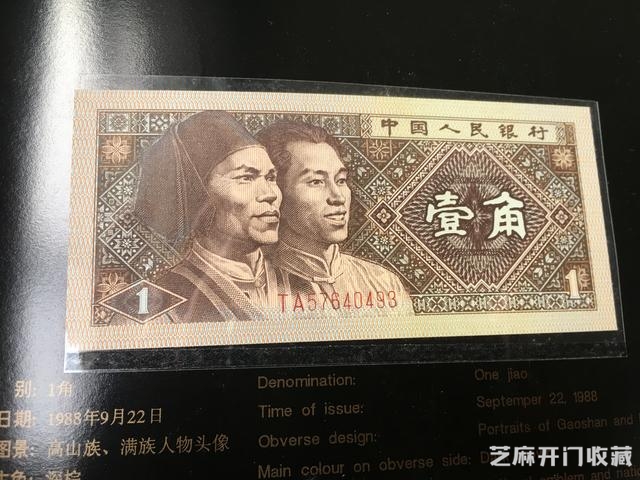 中国人民银行
壹角
1
1
TA57640493
别: 1角
日期: 1988年9月22日
图景: 高山族、满族人物头像
Denomination:
One jiao
Time of issue:
September 22, 1988
Obverse design:
Portraits of Gaoshan and
Main colour on obverse side:
芝麻开门收藏